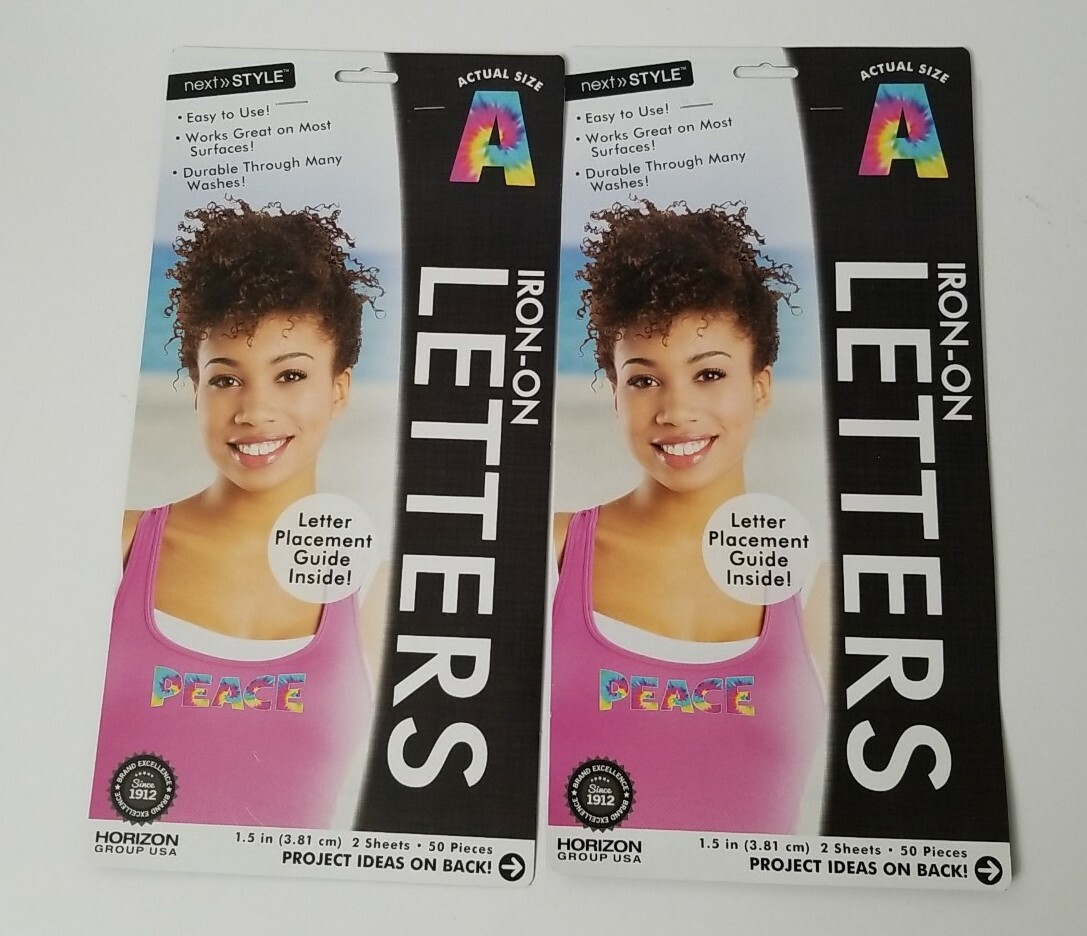 next»STYLE™
• Easy to Use!
• Works Great on Most
Surfaces!
• Durable Through Many
Washes!
ACTUAL SIZE
A
IRON-ON
LETTERS
Letter
Placement
Guide
Inside!
PEACE
BRAND EXCELLENCE ★ BRAND EXCELLENCE ★
Since
1912
HORIZON
GROUP USA
1.5 in (3.81 cm) 2 Sheets • 50 Pieces
PROJECT IDEAS ON BACK!
next»STYLE™
• Easy to Use!
• Works Great on Most
Surfaces!
• Durable Through Many
Washes!
ACTUAL SIZE
A
IRON-ON
LETTERS
Letter
Placement
Guide
Inside!
PEACE
BRAND EXCELLENCE ★ BRAND EXCELLENCE ★
Since
1912
HORIZON
GROUP USA
1.5 in (3.81 cm) 2 Sheets • 50 Pieces
PROJECT IDEAS ON BACK!